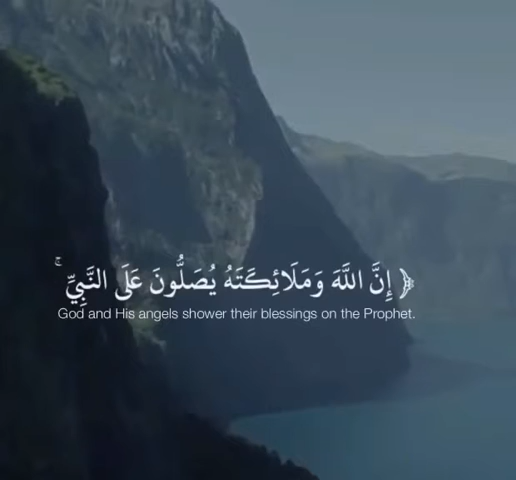 ﴿ إِنَّ اللَّهَ وَمَلَائِكَتَهُ يُصَلُّونَ عَلَى النَّبِيِّ ۚ
God and His angels shower their blessings on the Prophet.